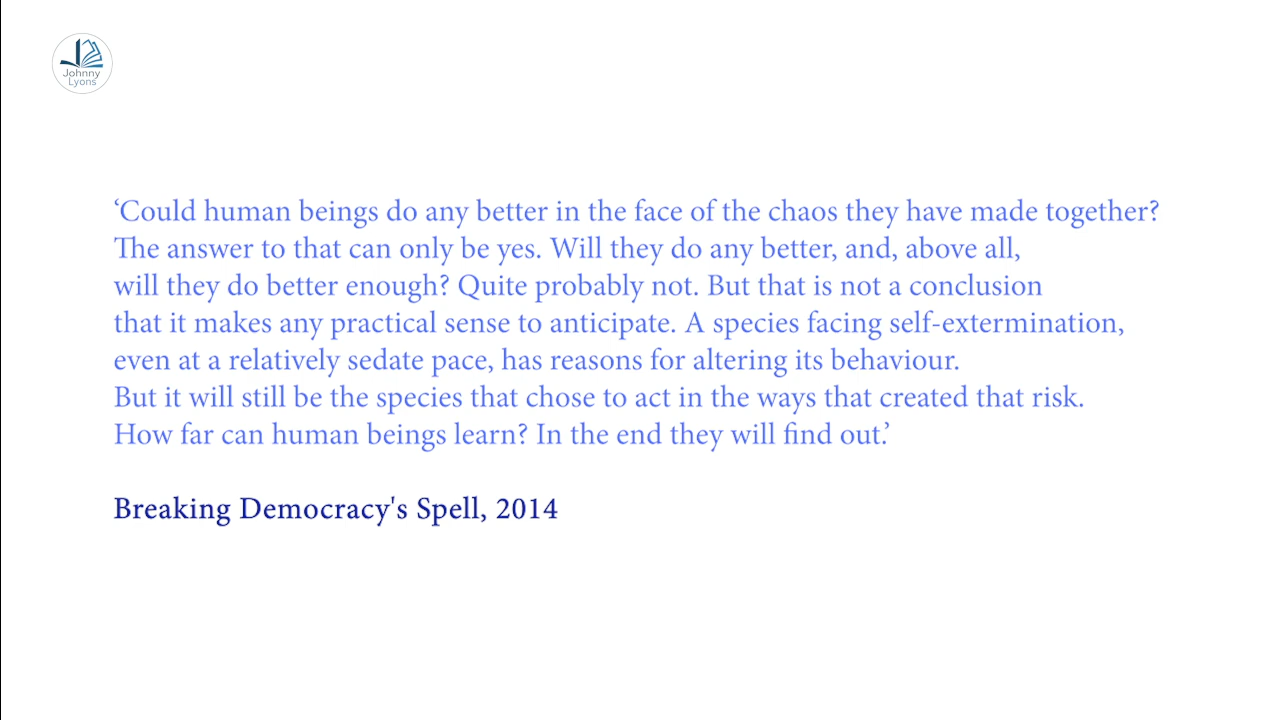 Johnny
Lyons
‘Could human beings do any better in the face of the chaos they have made together?
The answer to that can only be yes. Will they do any better, and, above all,
will they do better enough? Quite probably not. But that is not a conclusion
that it makes any practical sense to anticipate. A species facing self-extermination,
even at a relatively sedate pace, has reasons for altering its behaviour.
But it will still be the species that chose to act in the ways that created that risk.
How far can human beings learn? In the end they will find out.’
Breaking Democracy's Spell, 2014